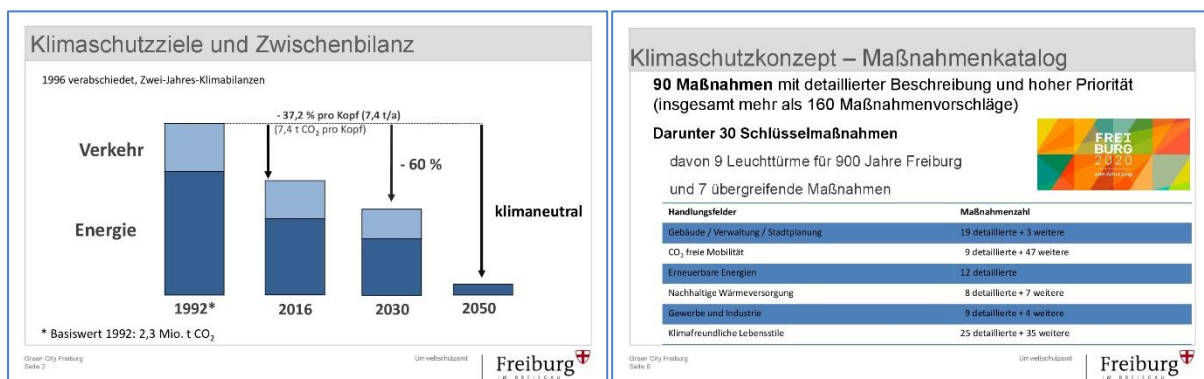 Klimaschutzziele und Zwischenbilanz
1996 verabschiedet, Zwei-Jahres-Klimabilanzen
- 37,2 % pro Kopf (7,4 t/a)
(7,4 t CO₂ pro Kopf)
Verkehr
- 60 %
Energie
klimaneutral
1992* 2016 2030 2050
* Basiswert 1992: 2,3 Mio. t CO₂
Green City Freiburg
Seite 2
Umweltschutzamt
Freiburg
IM BREISGAU
Klimaschutzkonzept – Maßnahmenkatalog
90 Maßnahmen mit detaillierter Beschreibung und hoher Priorität
(insgesamt mehr als 160 Maßnahmenvorschläge)
Darunter 30 Schlüsselmaßnahmen
davon 9 Leuchttürme für 900 Jahre Freiburg
und 7 übergreifende Maßnahmen
FREI
BURG
2020
Handlungsfelder Maßnahmenzahl
Gebäude / Verwaltung / Stadtplanung 19 detaillierte + 3 weitere
CO₂ freie Mobilität 9 detaillierte + 47 weitere
Erneuerbare Energien 12 detaillierte
Nachhaltige Wärmeversorgung 8 detaillierte + 7 weitere
Gewerbe und Industrie 9 detaillierte + 4 weitere
Klimafreundliche Lebensstile 25 detaillierte + 35 weitere
Green City Freiburg
Seite 6
Umweltschutzamt
Freiburg
IM BREISGAU